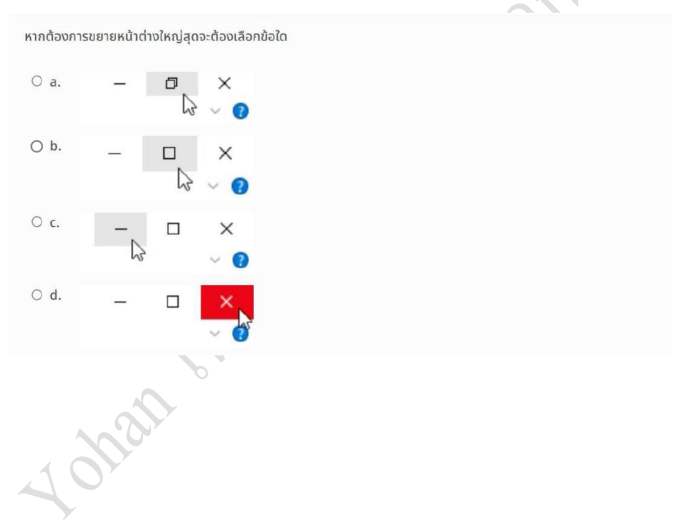 หากต้องการขยายหน้าต่างใหญ่สุดจะต้องเลือกข้อใด
a.
?
b.
?
c.
?
d.
?
Yohan